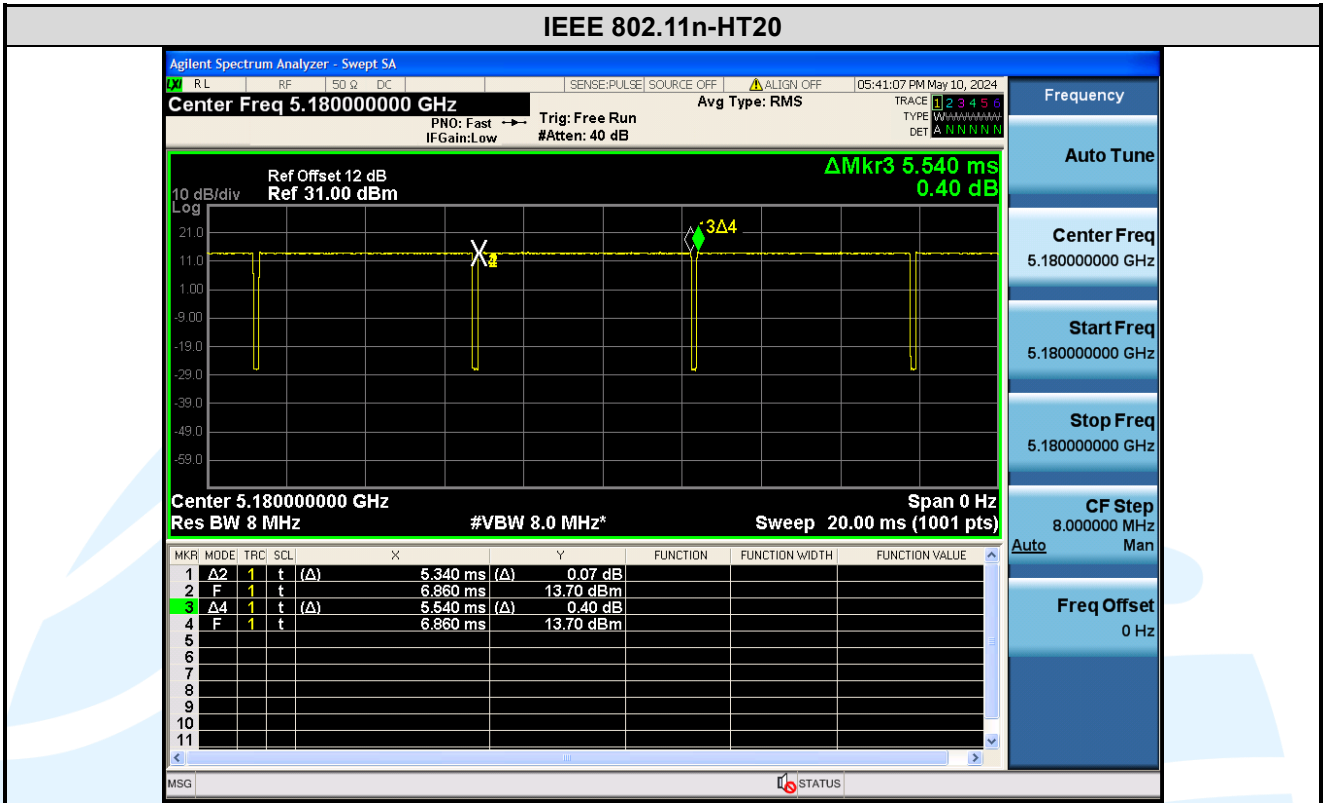 IEEE 802.11n-HT20
Agilent Spectrum Analyzer - Swept SA
LXI RL RF 50 Ω DC SENSE:PULSE SOURCE OFF ALIGN OFF 05:41:07 PM May 10, 2024
Center Freq 5.180000000 GHz
PNO: Fast
IFGain:Low
Trig: Free Run
#Atten: 40 dB
Avg Type: RMS
TRACE 1 2 3 4 5 6
TYPE
DET A N N N N N
Ref Offset 12 dB
10 dB/div Ref 31.00 dBm
Log
ΔMkr3 5.540 ms
0.40 dB
21.0
11.0
1.00
-9.00
-19.0
-29.0
-39.0
-49.0
-59.0
3Δ4
Center 5.180000000 GHz Span 0 Hz
Res BW 8 MHz #VBW 8.0 MHz* Sweep 20.00 ms (1001 pts)
MKR MODE TRC SCL X Y FUNCTION FUNCTION WIDTH FUNCTION VALUE
1 Δ2 1 t (Δ) 5.340 ms (Δ) 0.07 dB
2 F 1 t 6.860 ms 13.70 dBm
3 Δ4 1 t (Δ) 5.540 ms (Δ) 0.40 dB
4 F 1 t 6.860 ms 13.70 dBm
5
6
7
8
9
10
11
MSG STATUS
Frequency
Auto Tune
Center Freq
5.180000000 GHz
Start Freq
5.180000000 GHz
Stop Freq
5.180000000 GHz
CF Step
8.000000 MHz
Auto Man
Freq Offset
0 Hz